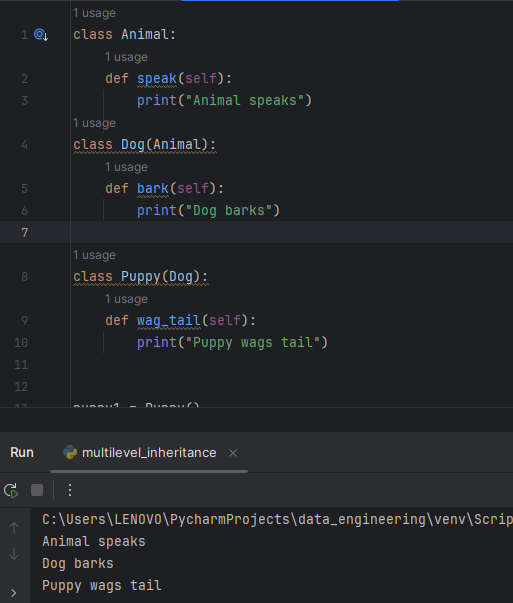 1 usage
1 class Animal:
1 usage
2 def speak(self):
3 print("Animal speaks")
1 usage
4 class Dog(Animal):
1 usage
5 def bark(self):
6 print("Dog barks")
7
1 usage
8 class Puppy(Dog):
1 usage
9 def wag_tail(self):
10 print("Puppy wags tail")
11
12
13 puppy1 = Puppy()
Run multilevel_inheritance ×
C:\Users\LENOVO\PycharmProjects\data_engineering\venv\Scrip
Animal speaks
Dog barks
Puppy wags tail